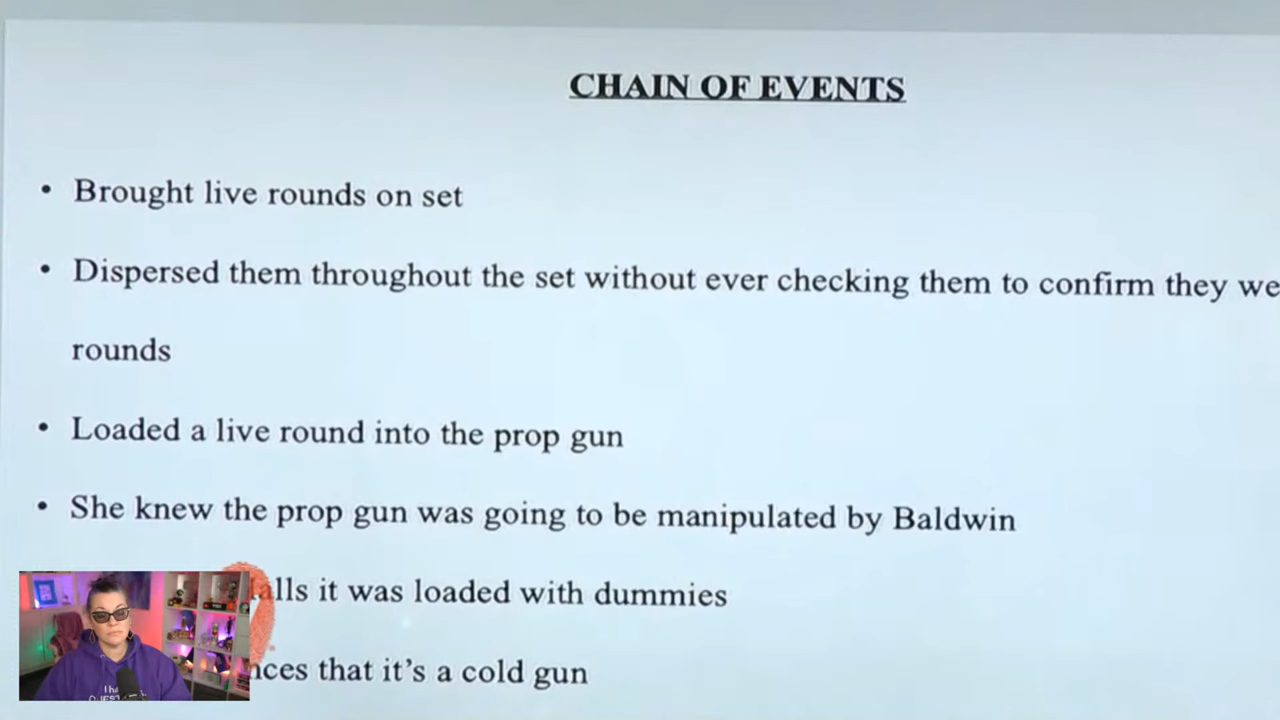 CHAIN OF EVENTS
• Brought live rounds on set
• Dispersed them throughout the set without ever checking them to confirm they we
rounds
• Loaded a live round into the prop gun
• She knew the prop gun was going to be manipulated by Baldwin
it was loaded with dummies
that it's a cold gun